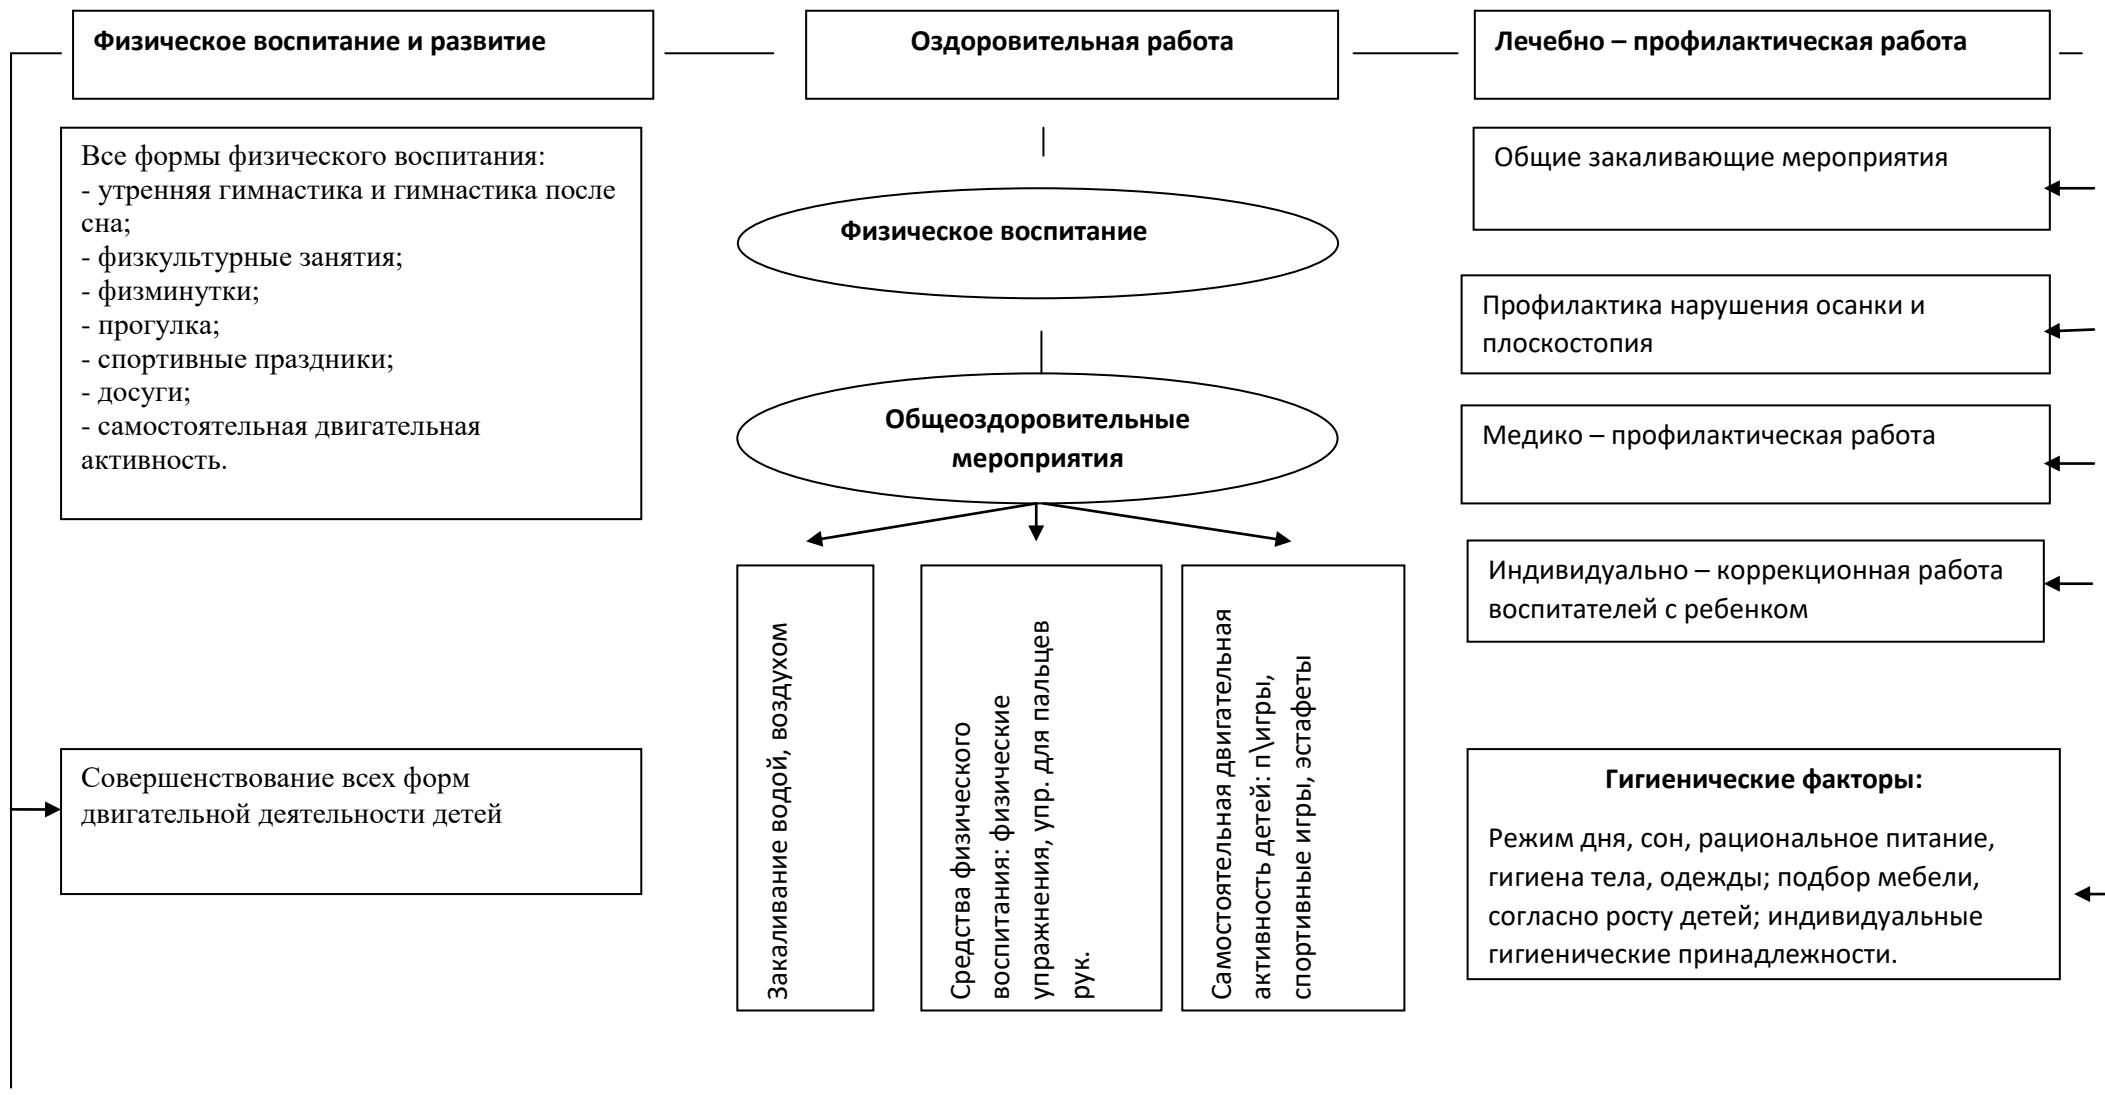 Физическое воспитание и развитие
Оздоровительная работа
Лечебно – профилактическая работа
Все формы физического воспитания:
- утренняя гимнастика и гимнастика после
сна;
- физкультурные занятия;
- физминутки;
- прогулка;
- спортивные праздники;
- досуги;
- самостоятельная двигательная
активность.
Совершенствование всех форм
двигательной деятельности детей
Физическое воспитание
Общеоздоровительные
мероприятия
Закаливание водой, воздухом
Средства физического
воспитания: физические
упражнения, упр. для пальцев
рук.
Самостоятельная двигательная
активность детей: п\игры,
спортивные игры, эстафеты
Общие закаливающие мероприятия
Профилактика нарушения осанки и
плоскостопия
Медико – профилактическая работа
Индивидуально – коррекционная работа
воспитателей с ребенком
Гигиенические факторы:
Режим дня, сон, рациональное питание,
гигиена тела, одежды; подбор мебели,
согласно росту детей; индивидуальные
гигиенические принадлежности.